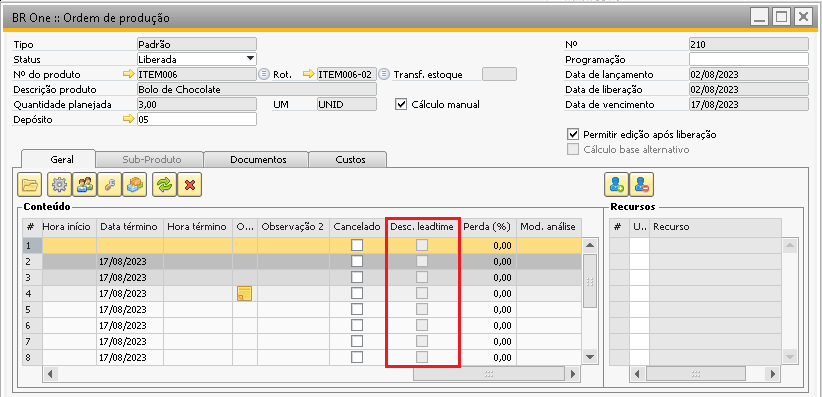 BR One :: Ordem de produção
Tipo Padrão Nº 210
Status Liberada Programação
Nº do produto ITEM006 Rot. ITEM006-02 Transf. estoque Data de lançamento 02/08/2023
Descrição produto Bolo de Chocolate Data de liberação 02/08/2023
Quantidade planejada 3,00 UM UNID Cálculo manual Data de vencimento 17/08/2023
Depósito 05
Permitir edição após liberação
Cálculo base alternativo
Geral Sub-Produto Documentos Custos
Conteúdo Recursos
# Hora início Data término Hora término O... Observação 2 Cancelado Desc. leadtime Perda (%) Mod. análise # U.. Recurso
1 0,00
2 17/08/2023 0,00
3 17/08/2023 0,00
4 17/08/2023 0,00
5 17/08/2023 0,00
6 17/08/2023 0,00
7 17/08/2023 0,00
8 17/08/2023 0,00